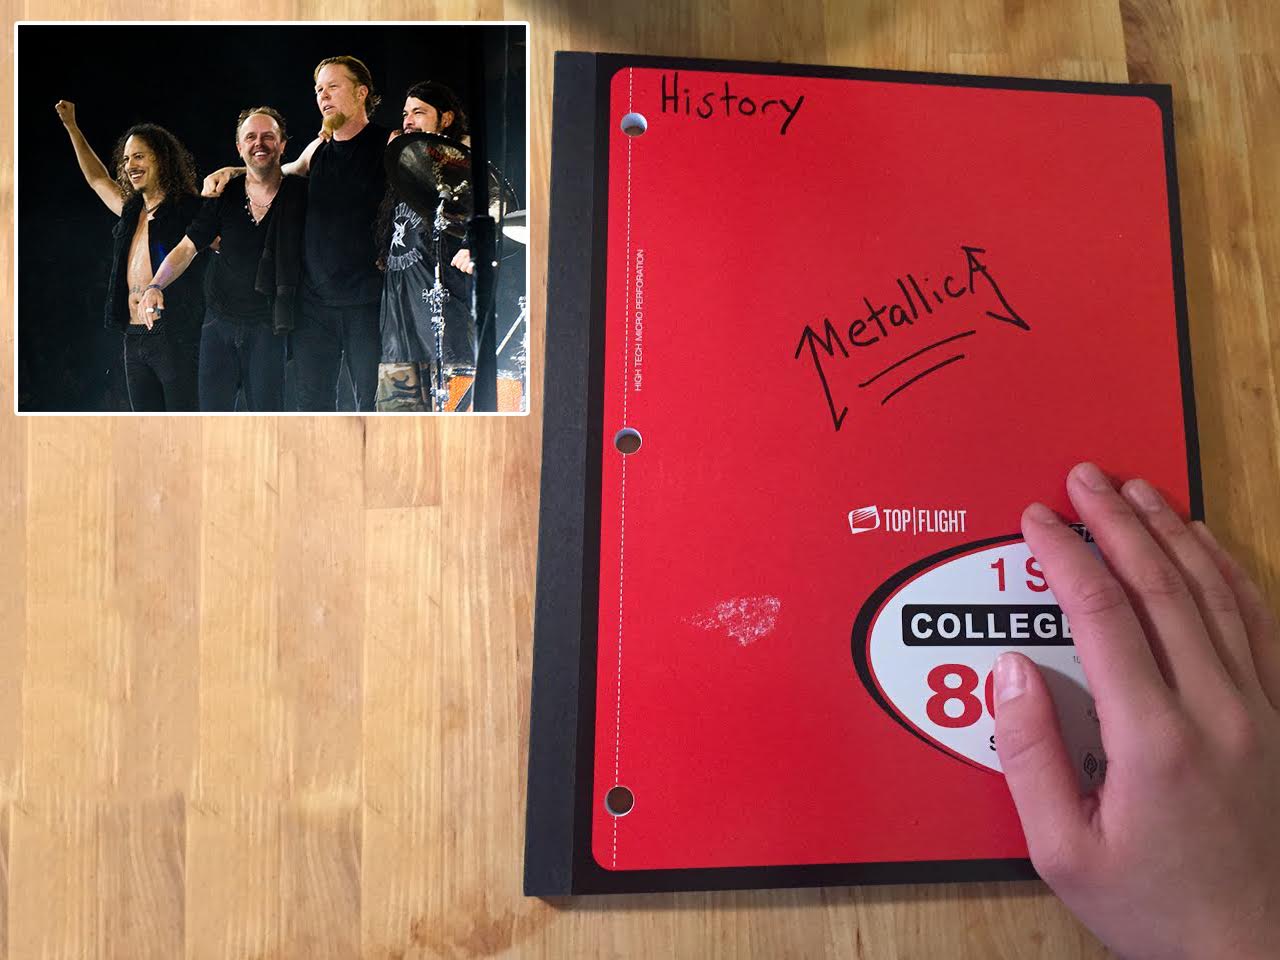 History
MetallicA
HIGH TECH MICRO PERFORATION
TOP|FLIGHT
1 S
COLLEGE
80
S